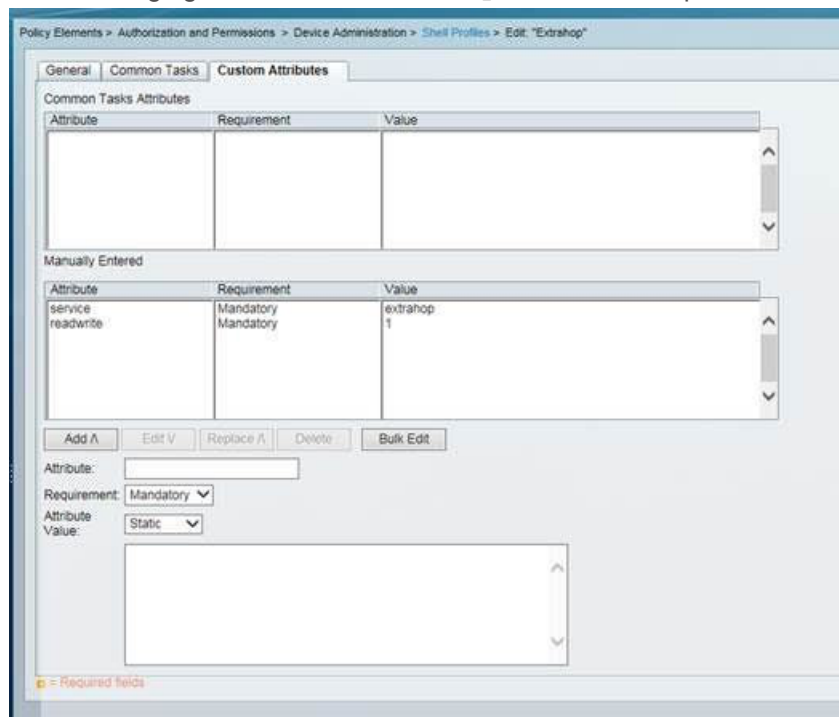 Policy Elements > Authorization and Permissions > Device Administration > Shell Profiles > Edit: "Extrahop"
General Common Tasks Custom Attributes
Common Tasks Attributes
Attribute Requirement Value
Manually Entered
Attribute Requirement Value
service Mandatory extrahop
readwrite Mandatory 1
Add /\ Edit V Replace /\ Delete Bulk Edit
Attribute:
Requirement: Mandatory
Attribute Value: Static
= Required fields